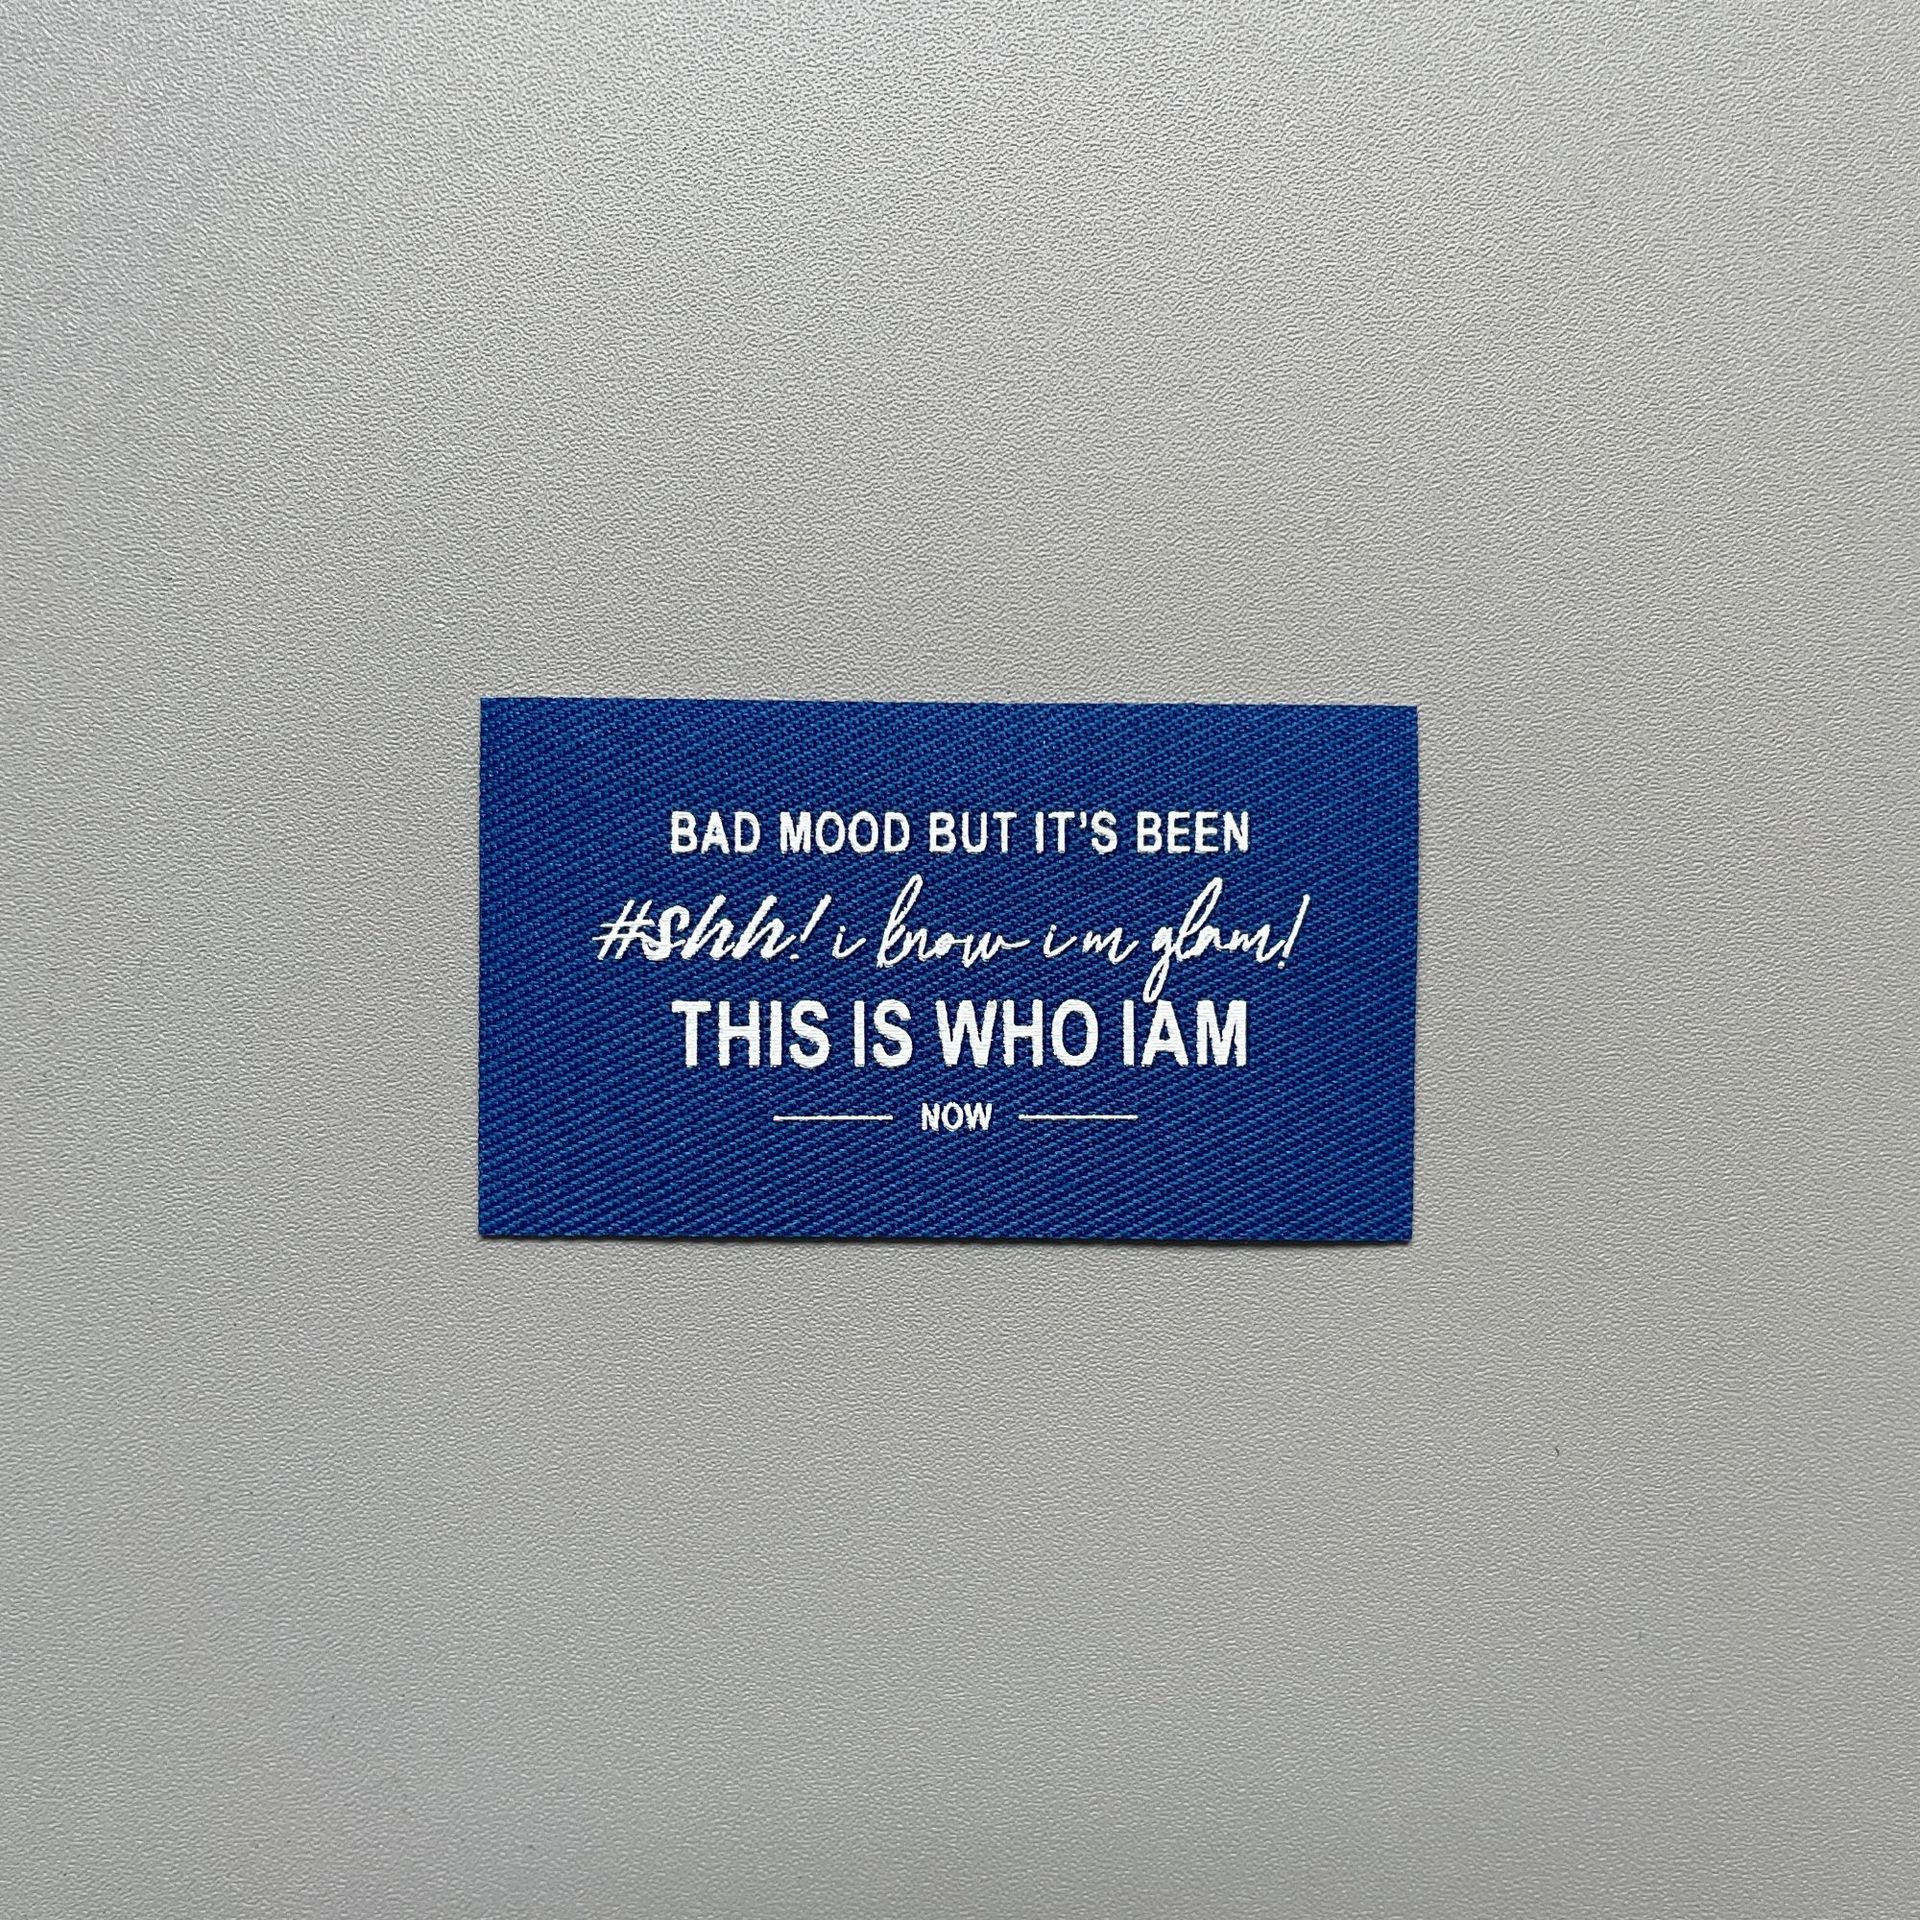 BAD MOOD BUT IT'S BEEN
#shh! i know i m glam!
THIS IS WHO IAM
NOW